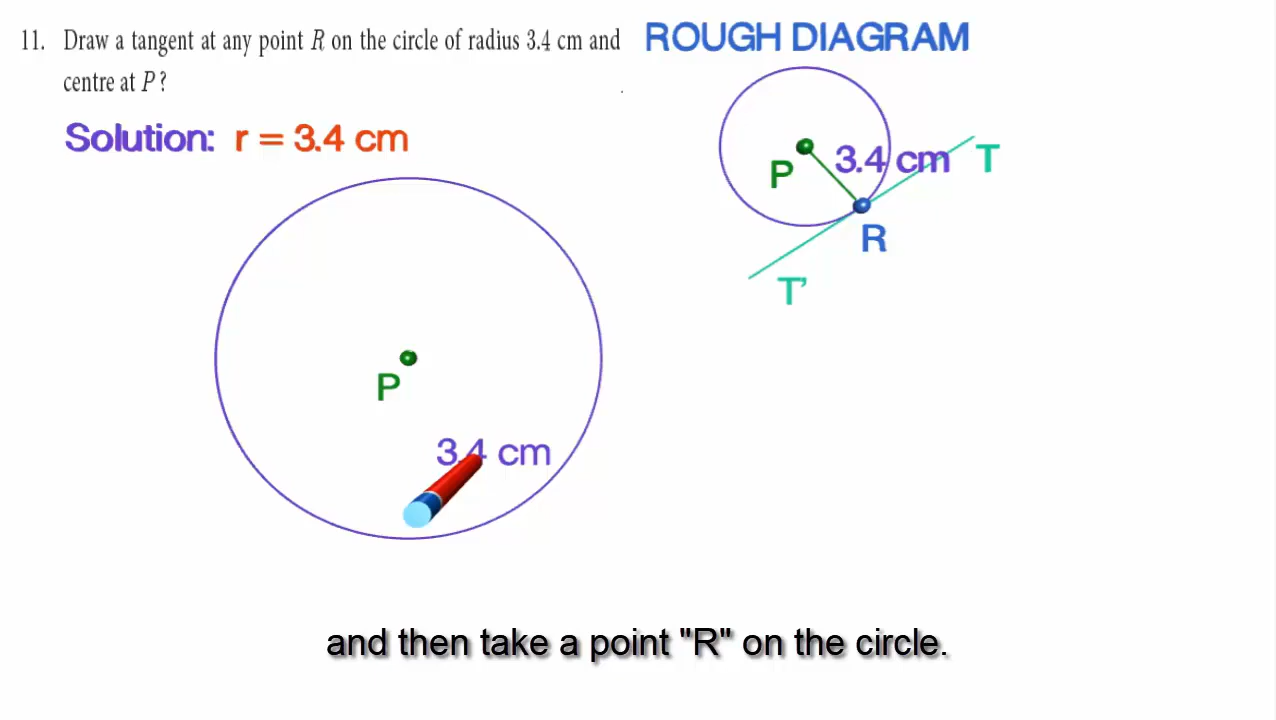 11. Draw a tangent at any point R on the circle of radius 3.4 cm and
centre at P?
ROUGH DIAGRAM
Solution: r = 3.4 cm
P
3.4 cm
T
R
T'
P
3.4 cm
and then take a point "R" on the circle.